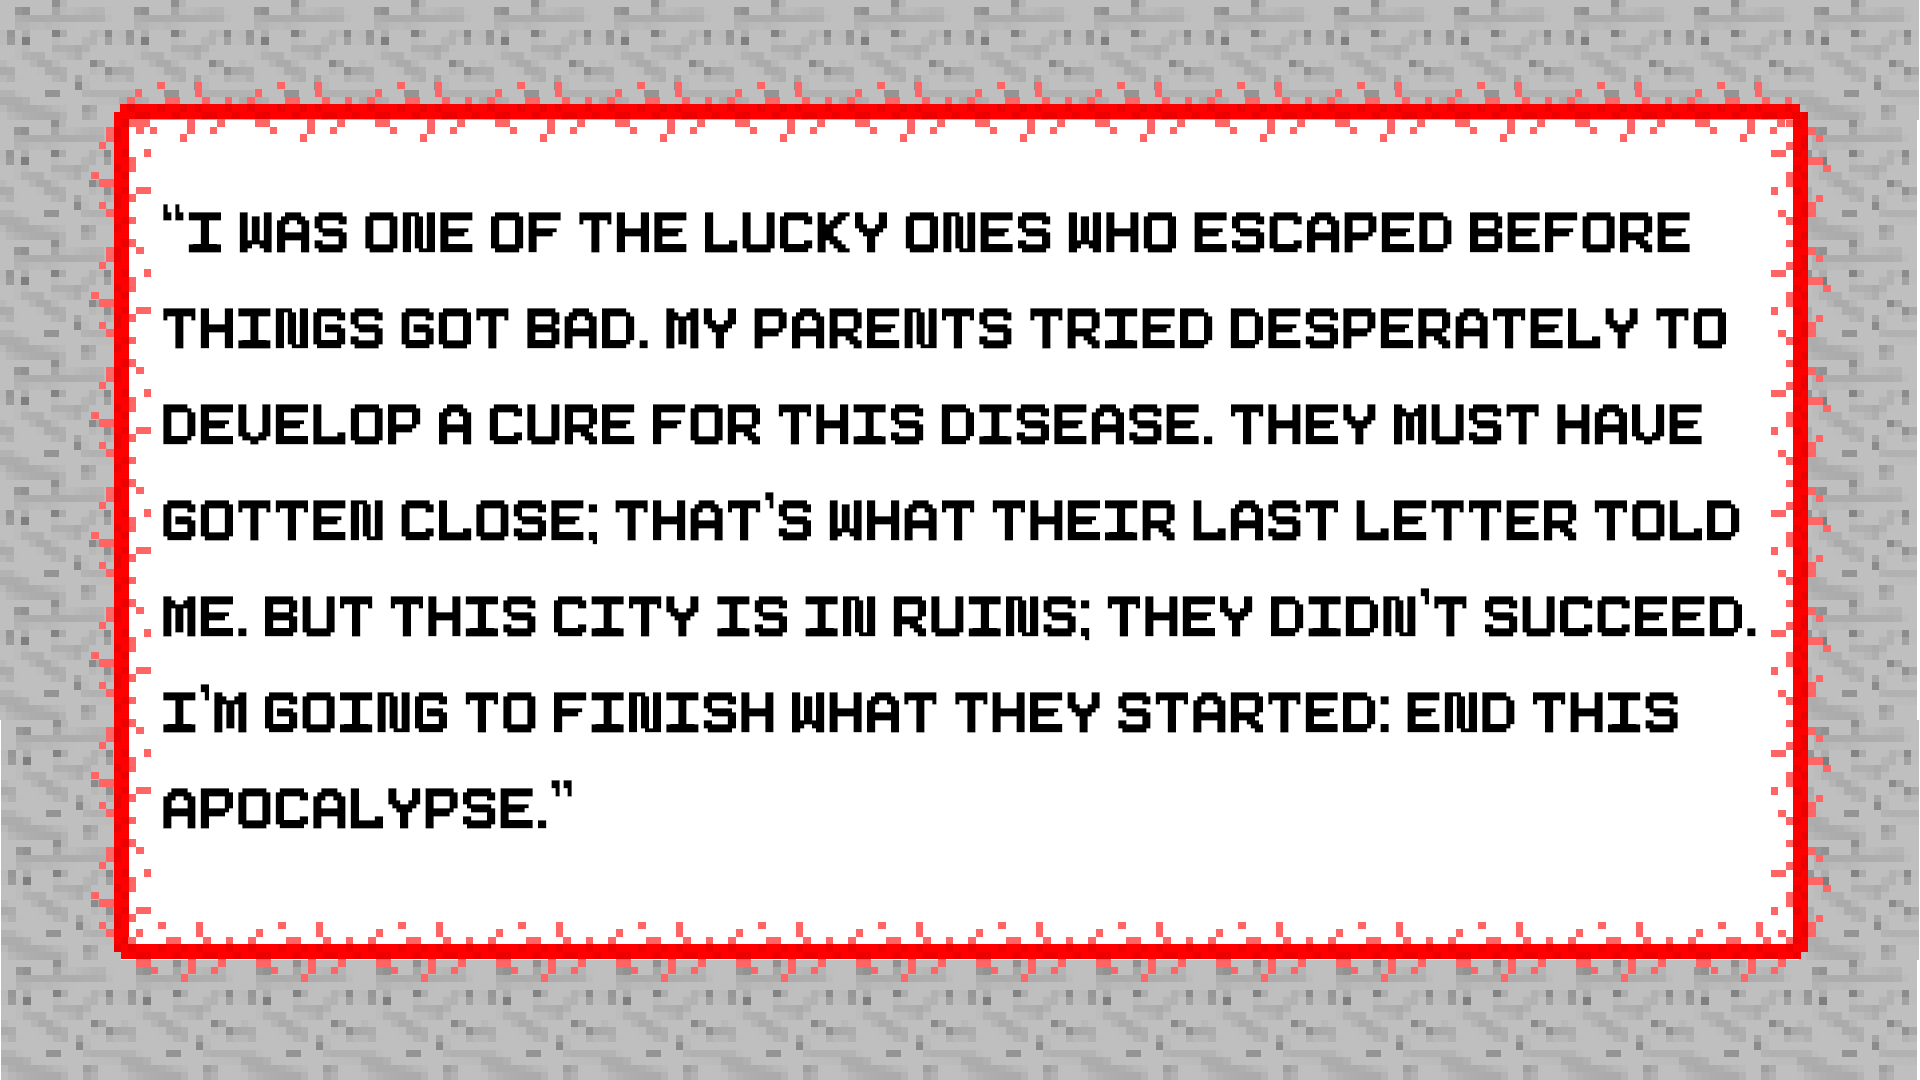 “I WAS ONE OF THE LUCKY ONES WHO ESCAPED BEFORE
THINGS GOT BAD. MY PARENTS TRIED DESPERATELY TO
DEVELOP A CURE FOR THIS DISEASE. THEY MUST HAVE
GOTTEN CLOSE; THAT’S WHAT THEIR LAST LETTER TOLD
ME. BUT THIS CITY IS IN RUINS; THEY DIDN’T SUCCEED.
I’M GOING TO FINISH WHAT THEY STARTED: END THIS
APOCALYPSE.”